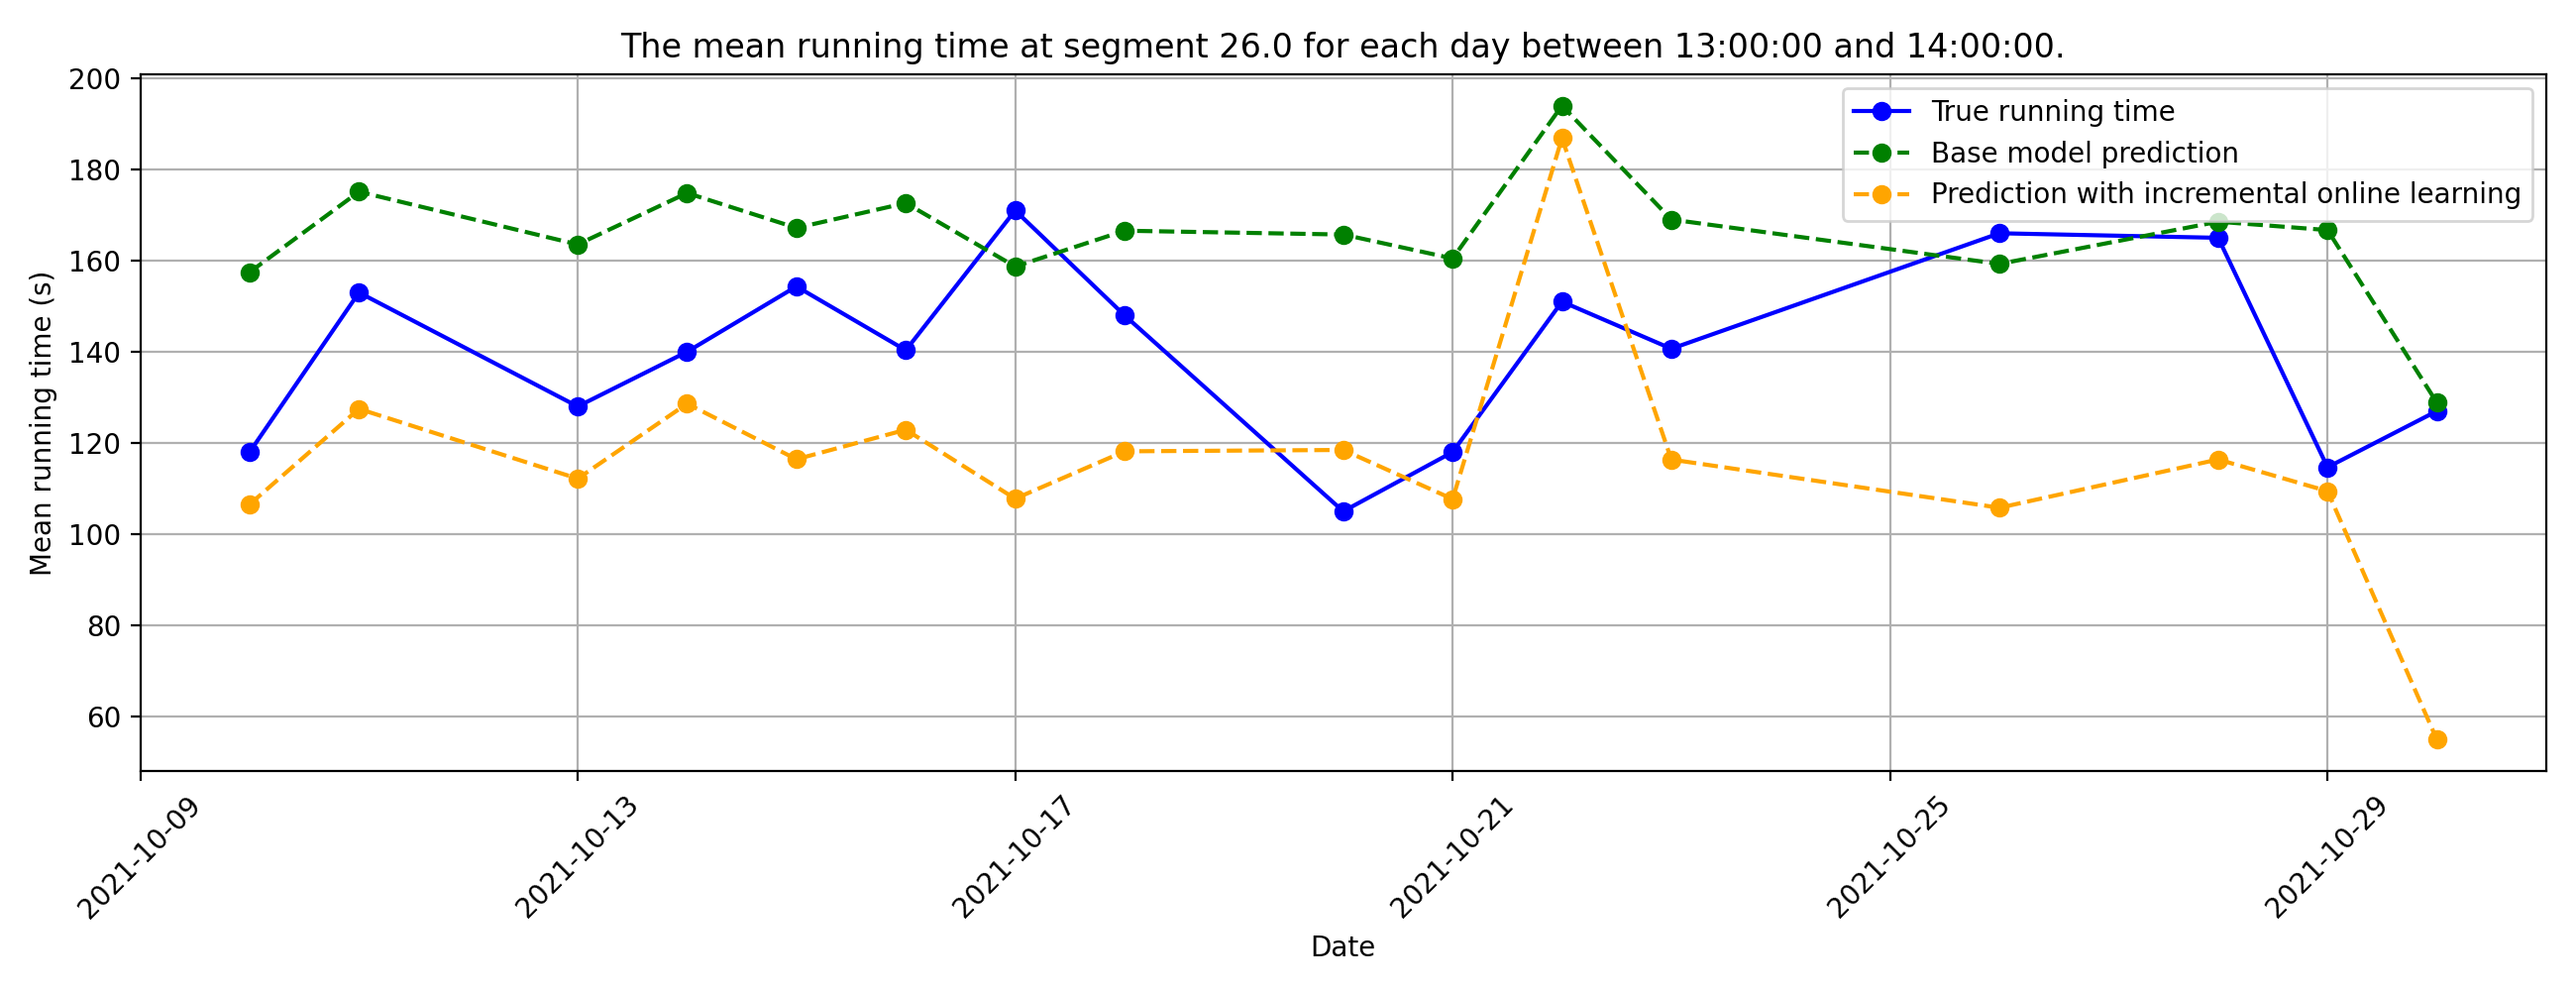 The mean running time at segment 26.0 for each day between 13:00:00 and 14:00:00.
True running time
Base model prediction
Prediction with incremental online learning
Mean running time (s)
200
180
160
140
120
100
80
60
2021-10-09
2021-10-13
2021-10-17
2021-10-21
2021-10-25
2021-10-29
Date